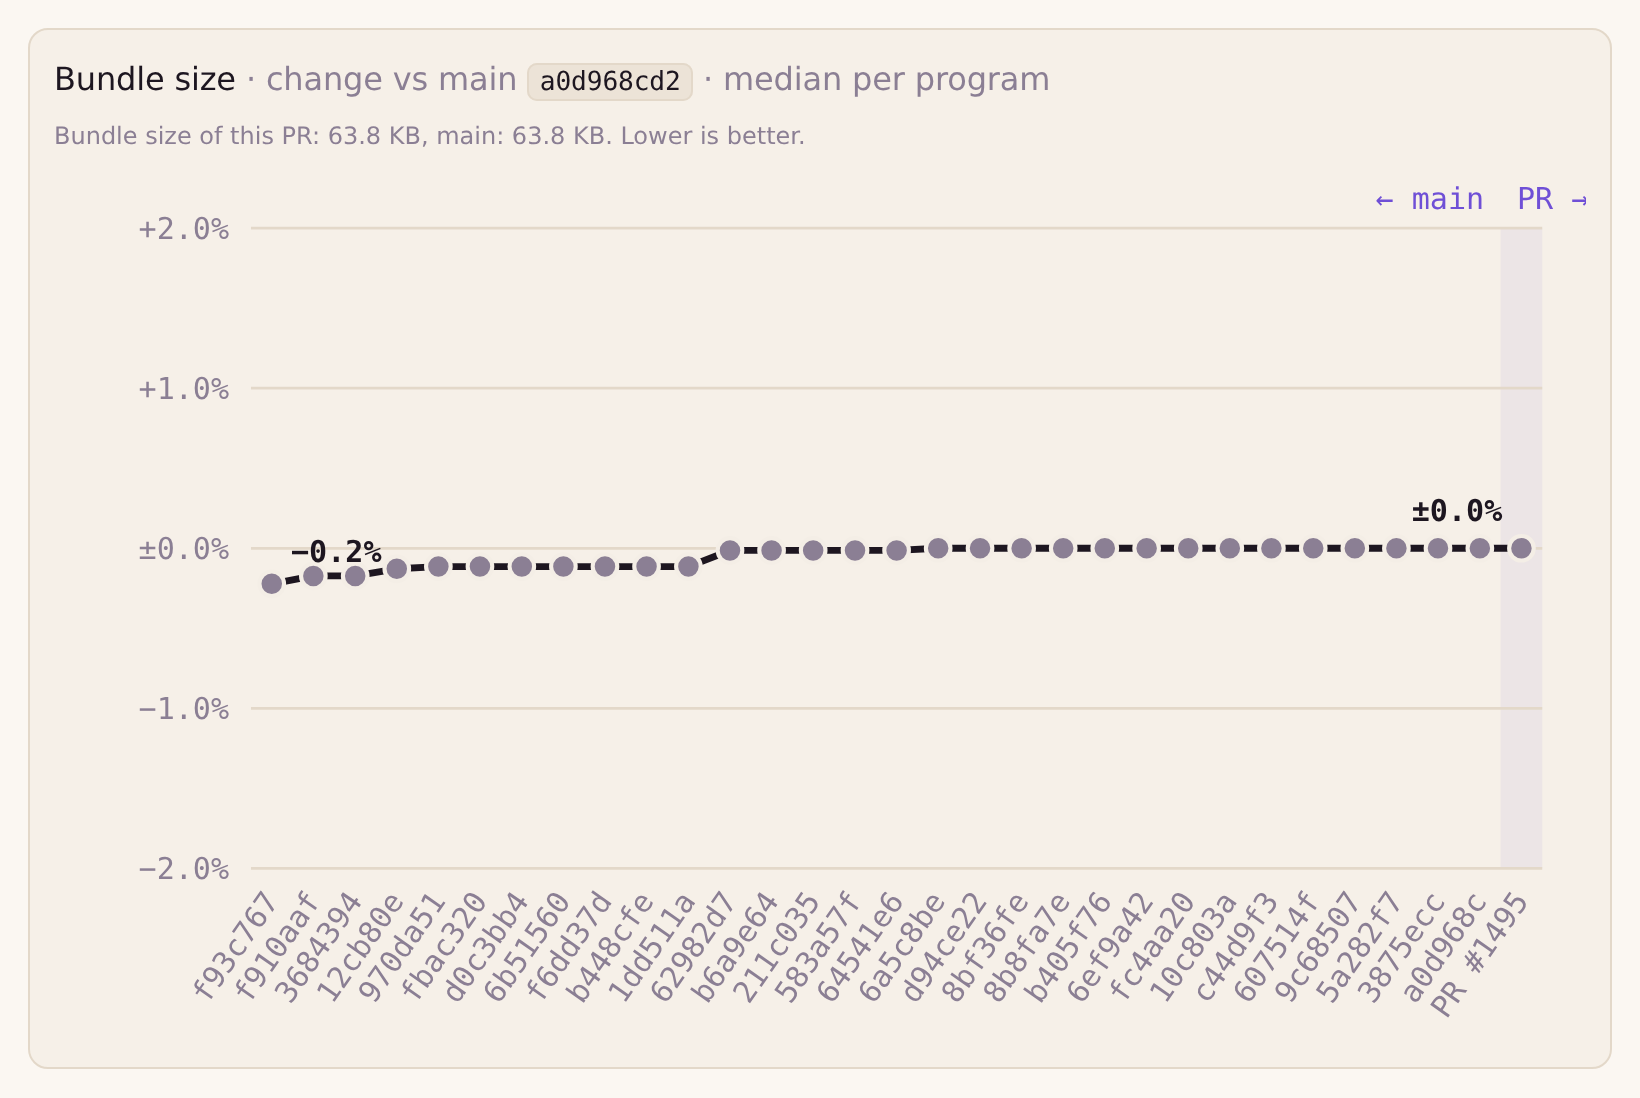 Bundle size · change vs main a0d968cd2 · median per program
Bundle size of this PR: 63.8 KB, main: 63.8 KB. Lower is better.
← main PR →
+2.0%
+1.0%
±0.0%
−1.0%
−2.0%
−0.2%
±0.0%
f93c767
f910aaf
3684394
12cb80e
970da51
fbac320
d0c3bb4
6b51560
f6dd37d
b448cfe
1dd511a
62982d7
b6a9e64
211c035
583a57f
64541e6
6a5c8be
d94ce22
8bf36fe
8b8fa7e
b405f76
6ef9a42
fc4aa20
10c803a
c44d9f3
607514f
9c68507
5a282f7
3875ecc
a0d968c
PR #1495